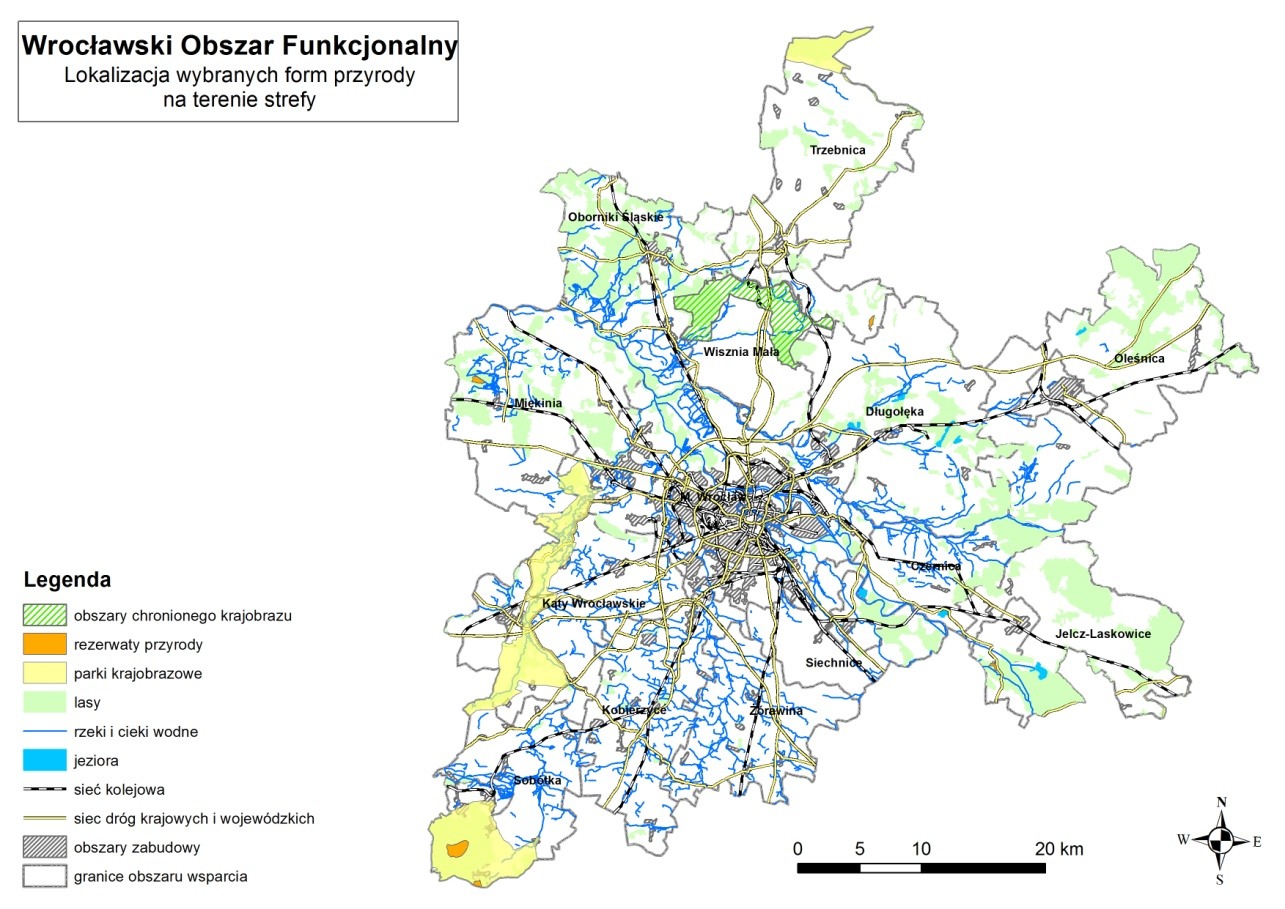 Wrocławski Obszar Funkcjonalny
Lokalizacja wybranych form przyrody
na terenie strefy
Trzebnica
Oborniki Śląskie
Wisznia Mała
Oleśnica
Miękinia
Długołęka
M. Wrocław
Czernica
Kąty Wrocławskie
Jelcz-Laskowice
Siechnice
Kobierzyce
Żórawina
Sobótka
Legenda
obszary chronionego krajobrazu
rezerwaty przyrody
parki krajobrazowe
lasy
rzeki i cieki wodne
jeziora
sieć kolejowa
siec dróg krajowych i wojewódzkich
obszary zabudowy
granice obszaru wsparcia
0 5 10 20 km
N
W E
S